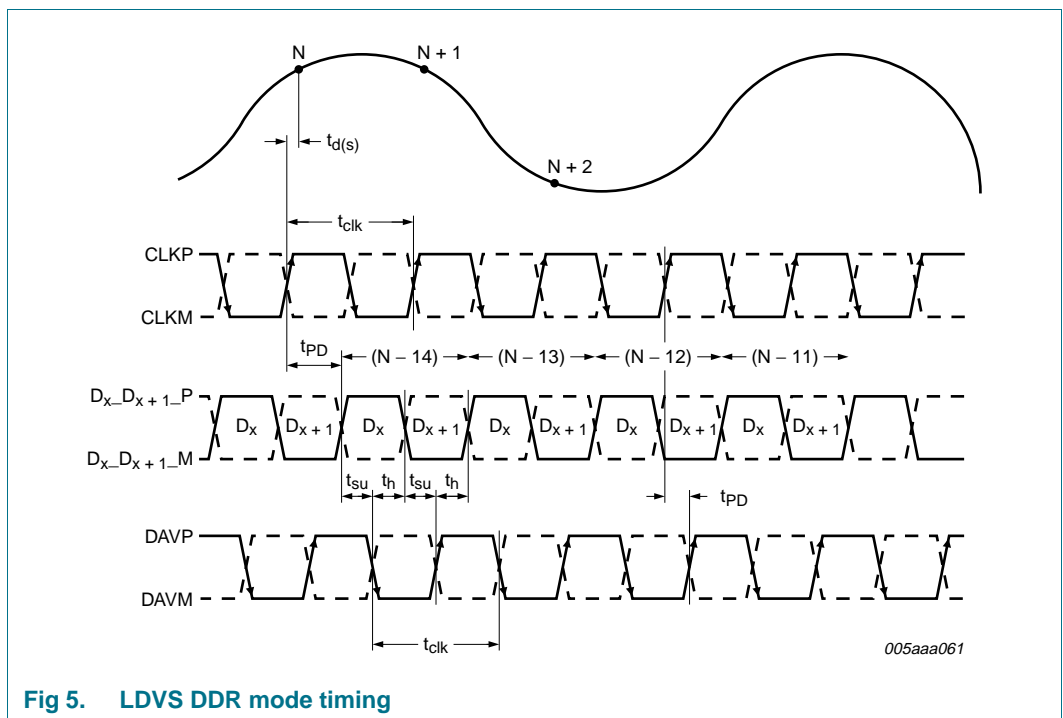 N N + 1
t_d(s)
N + 2
t_clk
CLKP
CLKM
t_PD (N − 14) (N − 13) (N − 12) (N − 11)
D_x_D_x + 1_P
D_x D_x + 1 D_x D_x + 1 D_x D_x + 1 D_x D_x + 1 D_x D_x + 1
D_x_D_x + 1_M
t_su t_h t_su t_h t_PD
DAVP
DAVM
t_clk
005aaa061
Fig 5. LDVS DDR mode timing